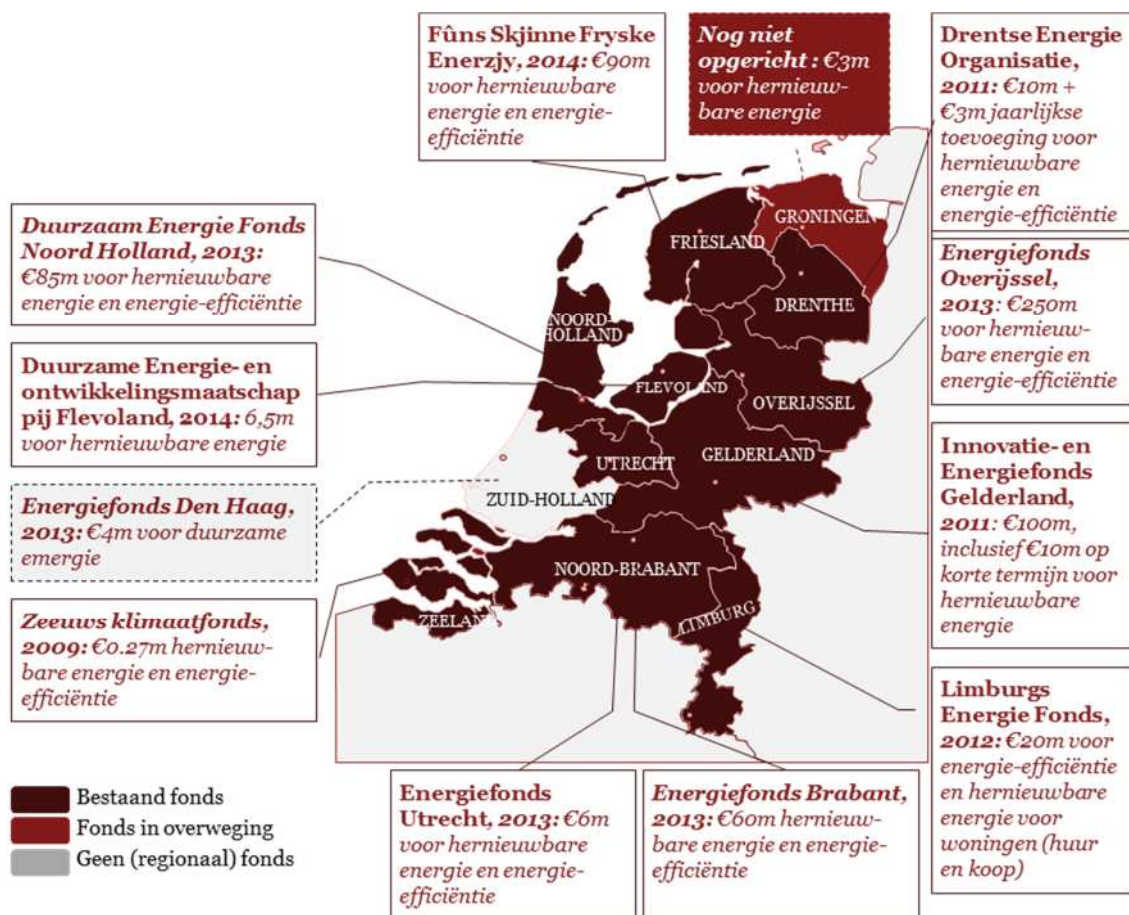 Fûns Skjinne Fryske
Enerzjy, 2014: €90m
voor hernieuwbare
energie en energie-
efficiëntie
Nog niet
opgericht : €3m
voor hernieuw-
bare energie
Drentse Energie
Organisatie,
2011: €10m +
€3m jaarlijkse
toevoeging voor
hernieuwbare
energie en
energie-efficiëntie
Duurzaam Energie Fonds
Noord Holland, 2013:
€85m voor hernieuwbare
energie en energie-efficiëntie
Energiefonds
Overijssel,
2013: €250m
voor hernieuw-
bare energie en
energie-efficiëntie
Duurzame Energie- en
ontwikkelingsmaatschap
pij Flevoland, 2014: 6,5m
voor hernieuwbare energie
Energiefonds Den Haag,
2013: €4m voor duurzame
emergie
Innovatie- en
Energiefonds
Gelderland,
2011: €100m,
inclusief €10m op
korte termijn voor
hernieuwbare
energie
Zeeuws klimaatfonds,
2009: €0.27m hernieuw-
bare energie en energie-
efficiëntie
Limburgs
Energie Fonds,
2012: €20m voor
energie-efficiëntie
en hernieuwbare
energie voor
woningen (huur
en koop)
Energiefonds
Utrecht, 2013: €6m
voor hernieuwbare
energie en energie-
efficiëntie
Energiefonds Brabant,
2013: €60m hernieuw-
bare energie en energie-
efficiëntie
GRONINGEN
FRIESLAND
DRENTHE
NOORD-
HOLLAND
FLEVOLAND
OVERIJSSEL
GELDERLAND
UTRECHT
ZUID-HOLLAND
NOORD-BRABANT
LIMBURG
ZEELAND
Bestaand fonds
Fonds in overweging
Geen (regionaal) fonds